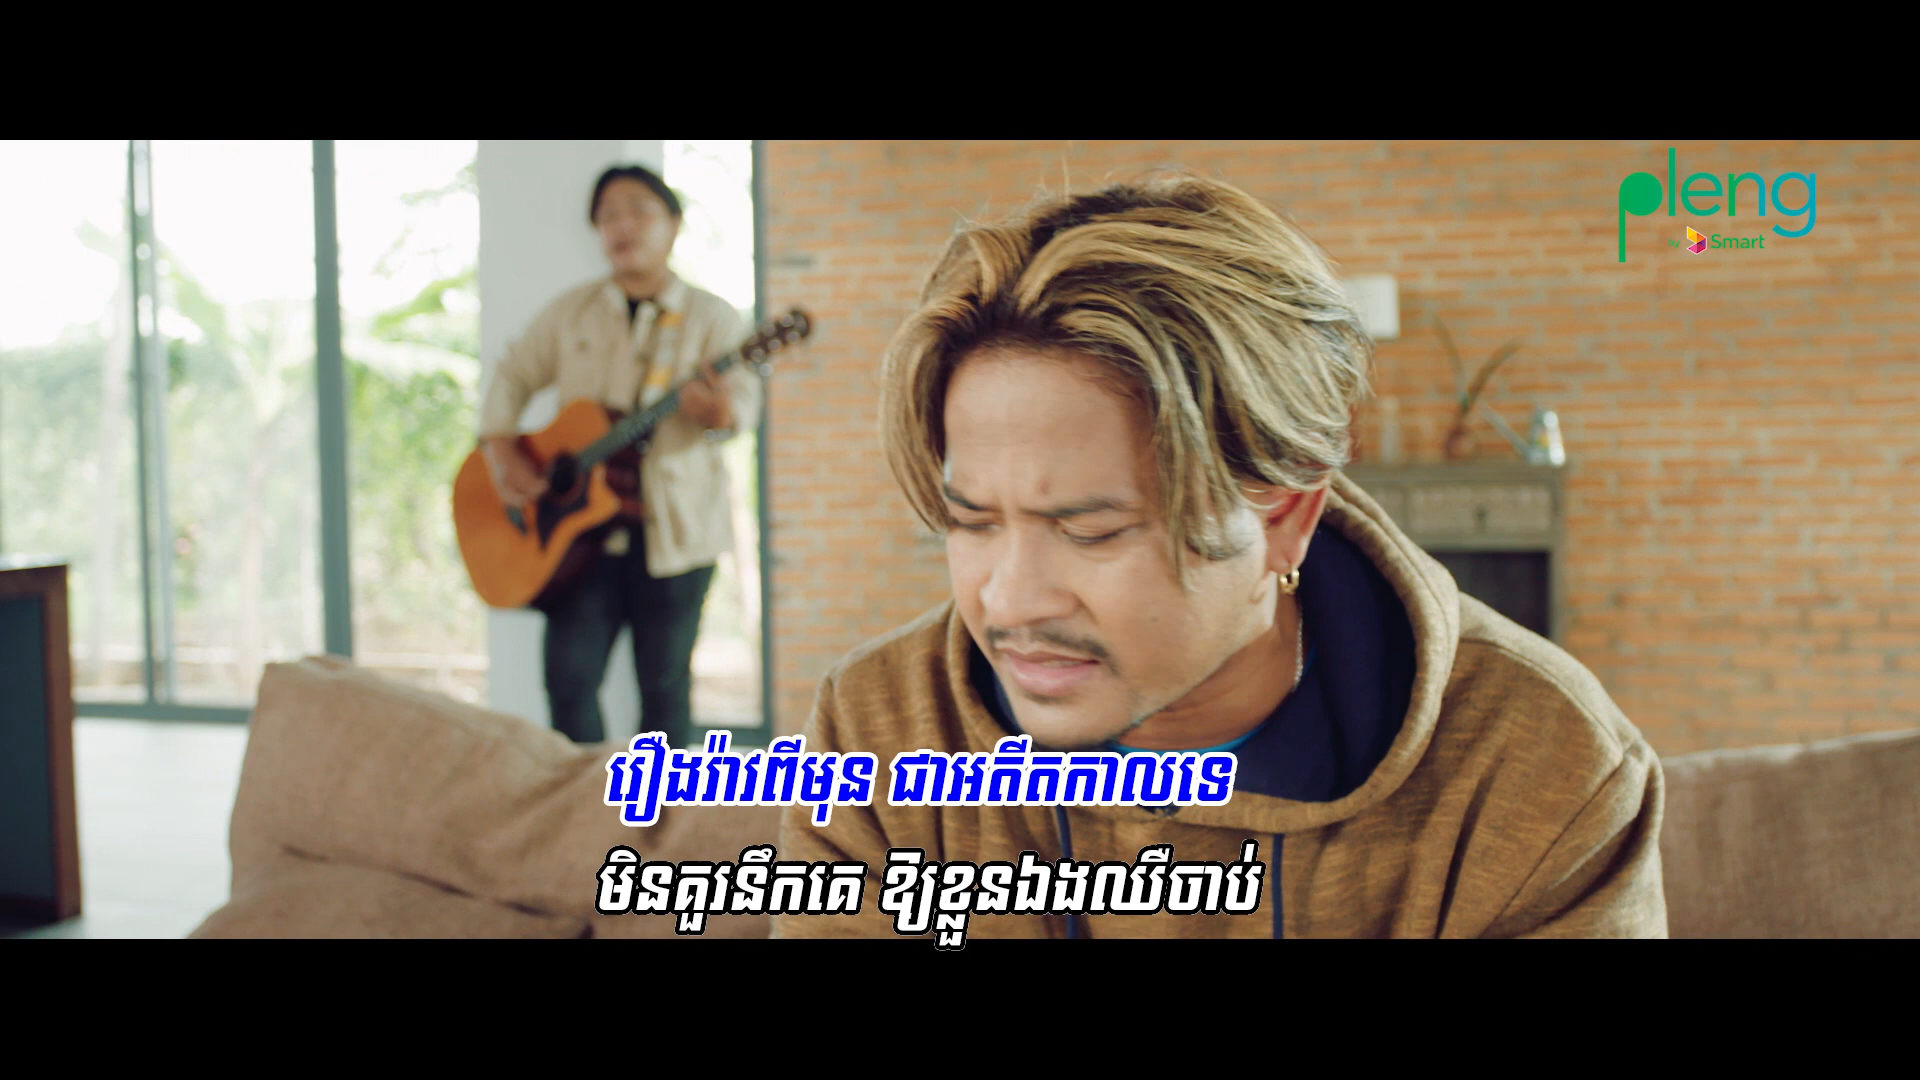 pleng
by Smart
រឿងរ៉ាវពីមុន ជាអតីតកាលទេ
មិនគួរនឹកគេ ឱ្យខ្លួនឯងឈឺចាប់